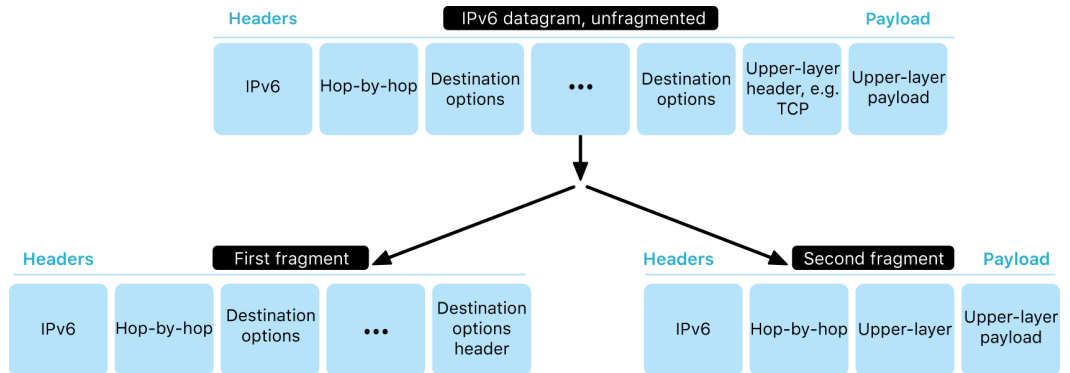 Headers
IPv6 datagram, unfragmented
Payload
IPv6
Hop-by-hop
Destination
options
...
Destination
options
Upper-layer
header, e.g.
TCP
Upper-layer
payload
Headers
First fragment
IPv6
Hop-by-hop
Destination
options
...
Destination
options
header
Headers
Second fragment
Payload
IPv6
Hop-by-hop
Upper-layer
Upper-layer
payload